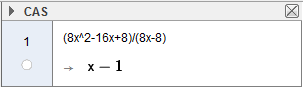 CAS
1
(8x^2-16x+8)/(8x-8)
→ x − 1